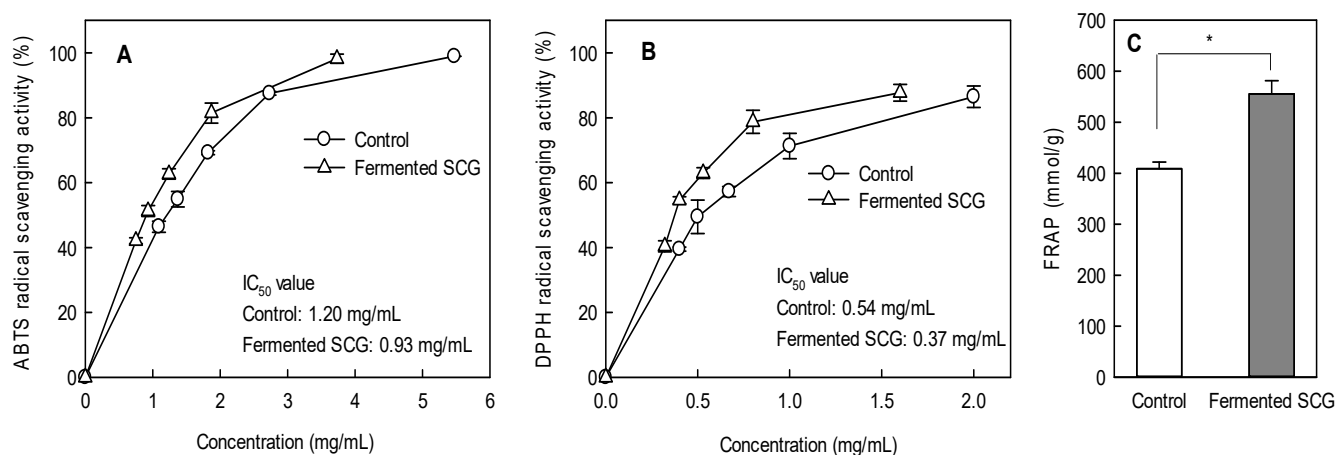 A
ABTS radical scavenging activity (%)
100
80
60
40
20
0
Control
Fermented SCG
IC50 value
Control: 1.20 mg/mL
Fermented SCG: 0.93 mg/mL
0 1 2 3 4 5 6
Concentration (mg/mL)
B
DPPH radical scavenging activity (%)
100
80
60
40
20
0
Control
Fermented SCG
IC50 value
Control: 0.54 mg/mL
Fermented SCG: 0.37 mg/mL
0.0 0.5 1.0 1.5 2.0
Concentration (mg/mL)
C
*
FRAP (mmol/g)
700
600
500
400
300
200
100
0
Control Fermented SCG